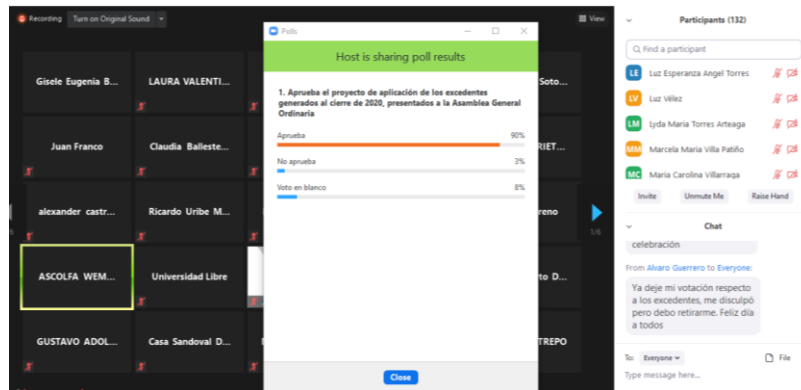 Recording
Turn on Original Sound
View
Gisele Eugenia B...
LAURA VALENTI...
Soto...
Juan Franco
Claudia Balleste...
RIET...
alexander castr...
Ricardo Uribe M...
reno
1/6
ASCOLFA WEM...
Universidad Libre
to D...
GUSTAVO ADOL...
Casa Sandoval D...
TREPO
Polls
Host is sharing poll results
1. Aprueba el proyecto de aplicación de los excedentes
generados al cierre de 2020, presentados a la Asamblea General
Ordinaria
Aprueba 90%
No aprueba 3%
Voto en blanco 8%
Close
Participants (132)
Find a participant
LE Luz Esperanza Angel Torres
LV Luz Vélez
LM Lyda Maria Torres Arteaga
MM Marcela Maria Villa Patiño
MC Maria Carolina Villarraga
Invite Unmute Me Raise Hand
Chat
celebración
From Alvaro Guerrero to Everyone:
Ya deje mi votación respecto
a los excedentes, me disculpó
pero debo retirarme. Feliz día
a todos
To: Everyone File
Type message here...